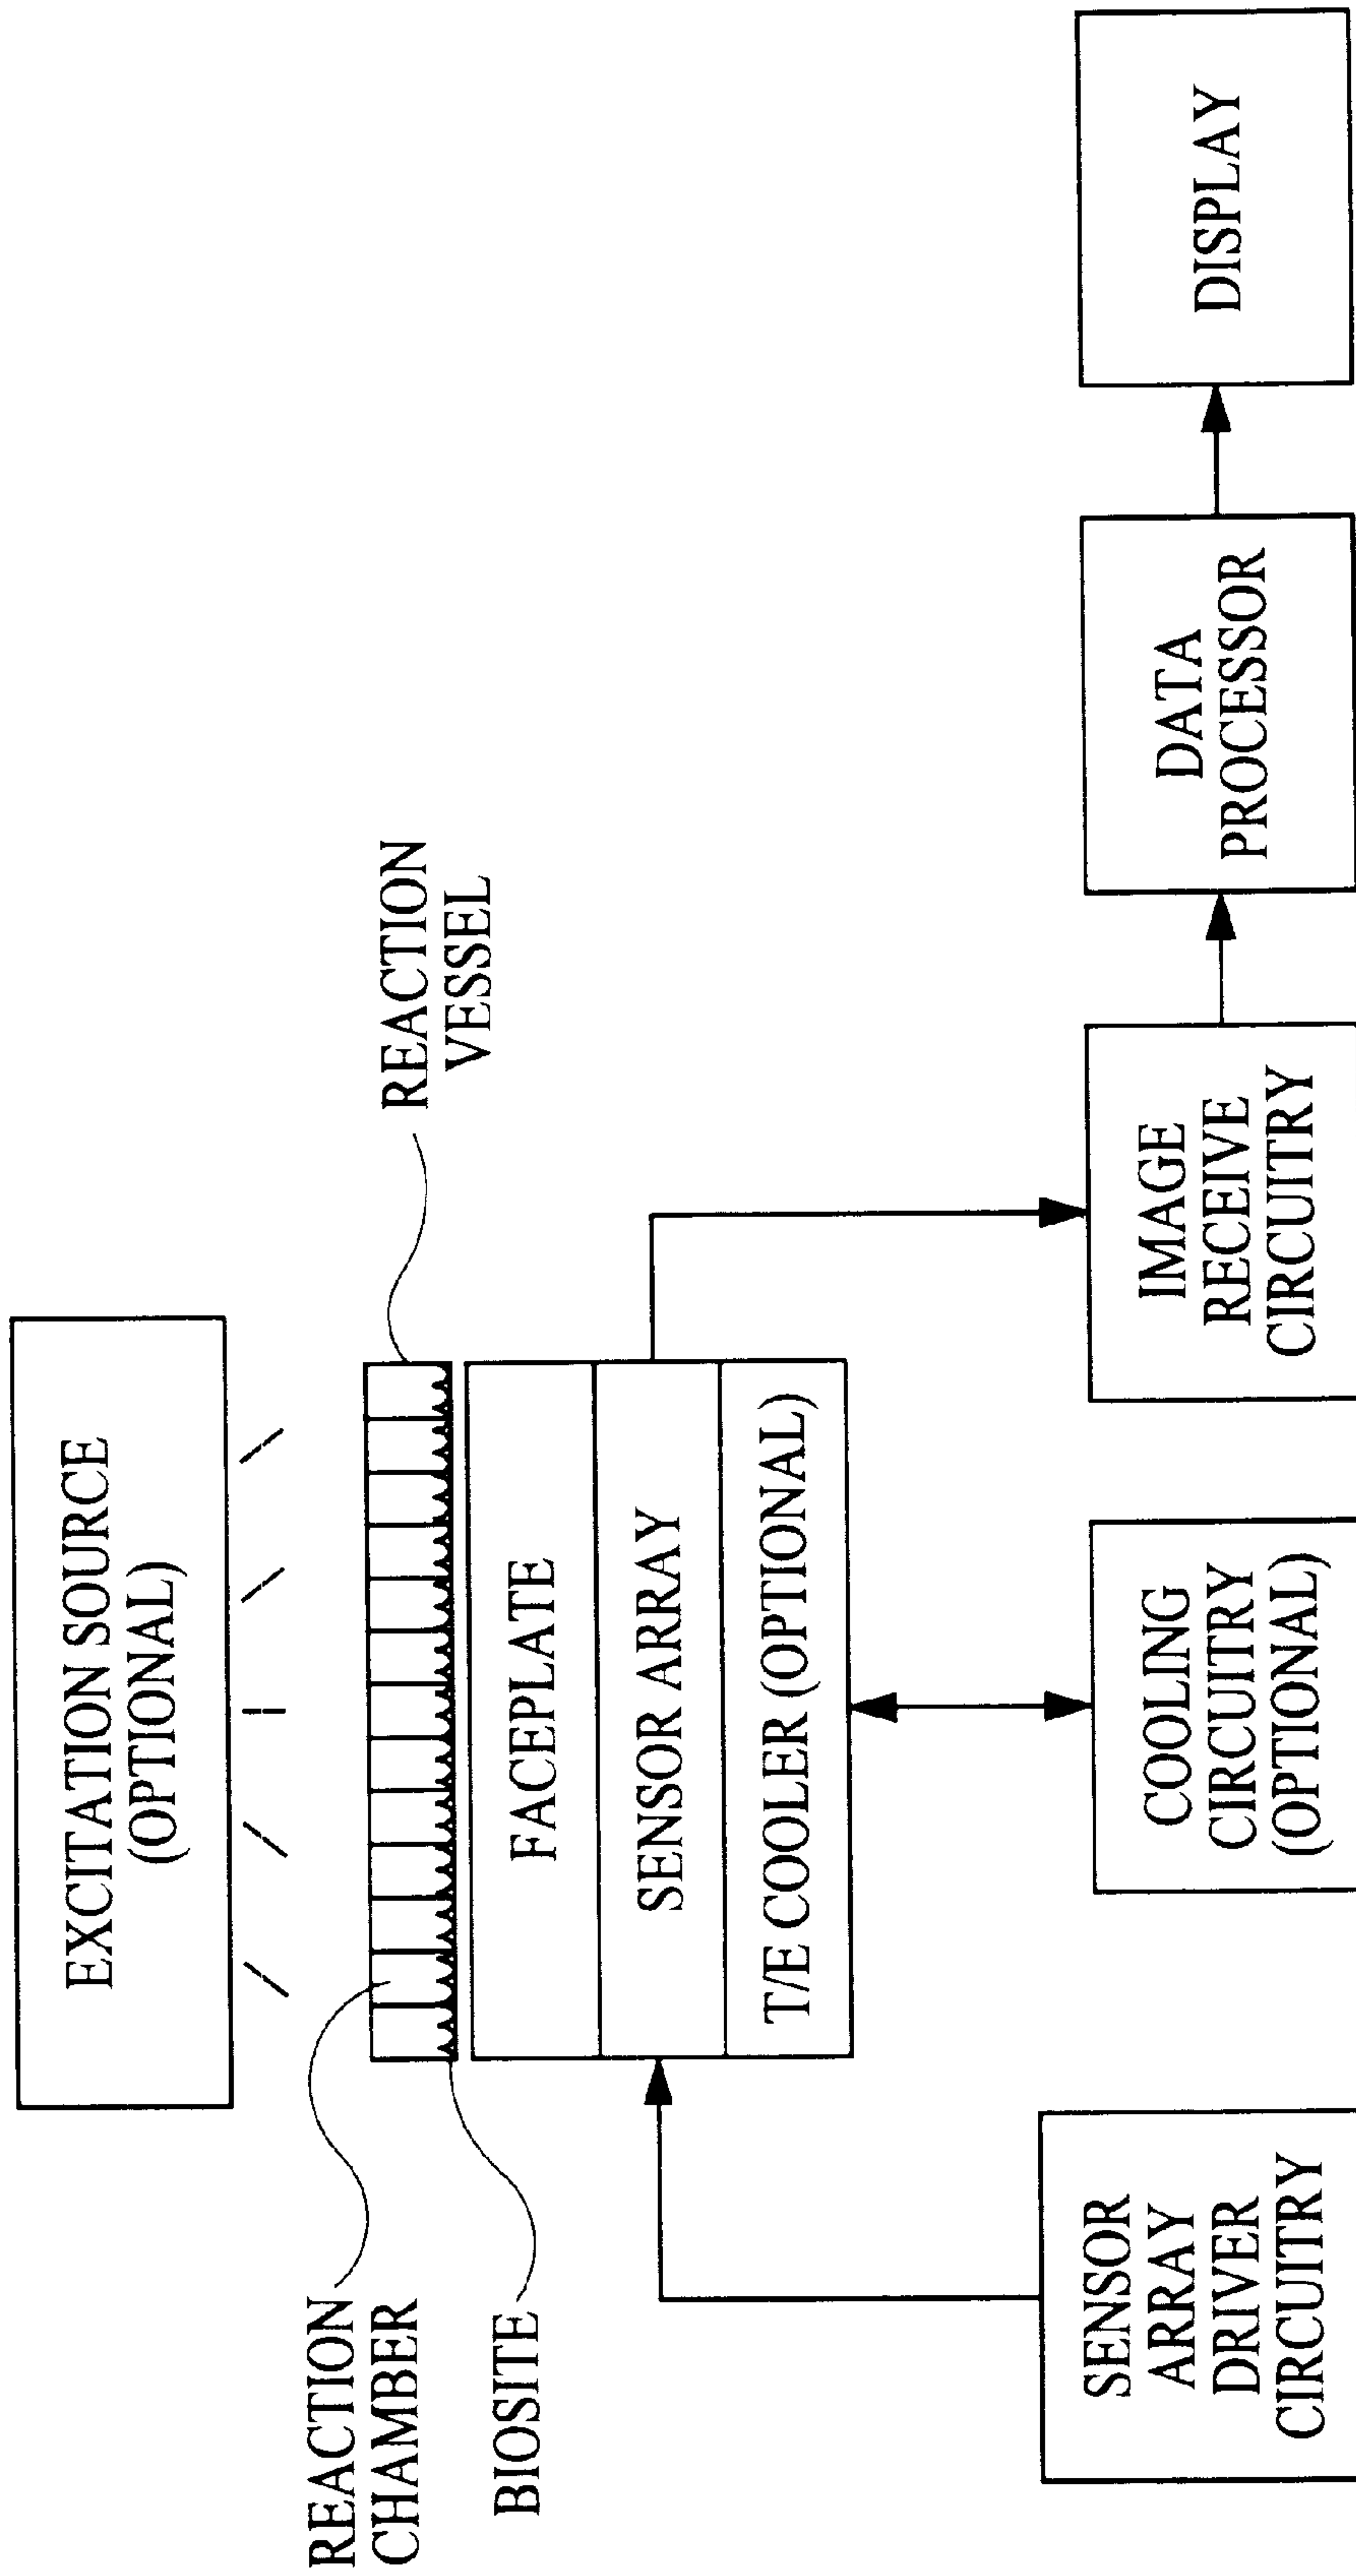 EXCITATION SOURCE
(OPTIONAL)
REACTION
CHAMBER
BIOSITE
REACTION
VESSEL
FACEPLATE
SENSOR ARRAY
T/E COOLER (OPTIONAL)
SENSOR
ARRAY
DRIVER
CIRCUITRY
COOLING
CIRCUITRY
(OPTIONAL)
IMAGE
RECEIVE
CIRCUITRY
DATA
PROCESSOR
DISPLAY